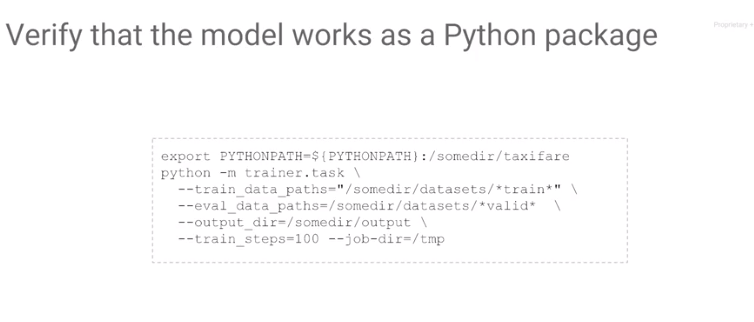 Verify that the model works as a Python package
Proprietary +
export PYTHONPATH=${PYTHONPATH}:/somedir/taxifare
python -m trainer.task \
--train_data_paths="/somedir/datasets/*train*" \
--eval_data_paths=/somedir/datasets/*valid* \
--output_dir=/somedir/output \
--train_steps=100 --job-dir=/tmp